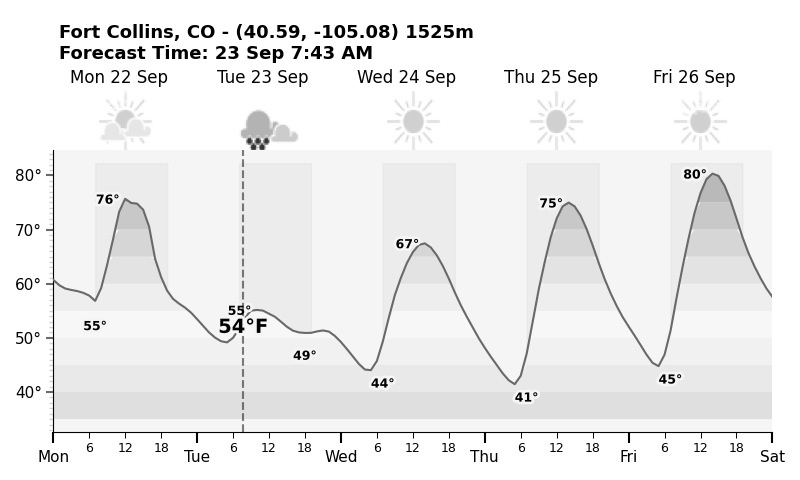 Fort Collins, CO - (40.59, -105.08) 1525m
Forecast Time: 23 Sep 7:43 AM
Mon 22 Sep Tue 23 Sep Wed 24 Sep Thu 25 Sep Fri 26 Sep
80° 80°
76° 75°
70°
67°
60°
55°
54°F
55°
50°
49°
44° 45°
40° 41°
6 12 18 6 12 18 6 12 18 6 12 18 6 12 18
Mon Tue Wed Thu Fri Sat